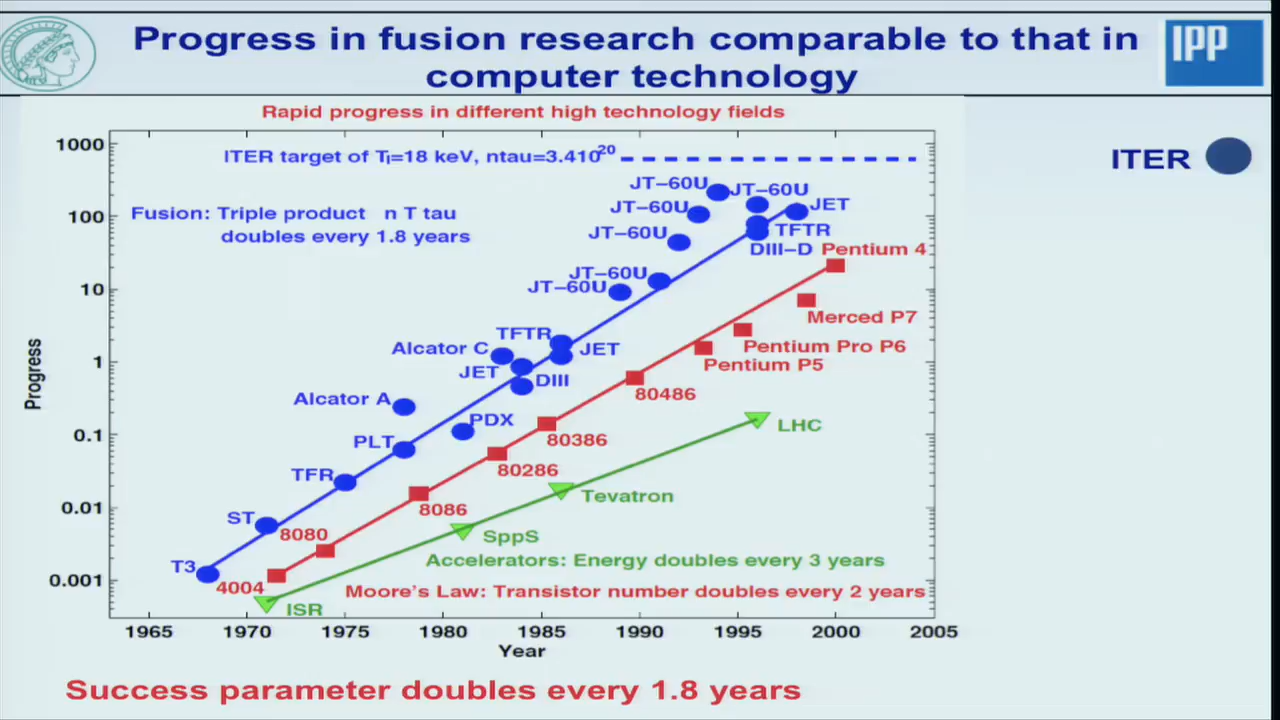 Progress in fusion research comparable to that in
computer technology
IPP
Rapid progress in different high technology fields
1000
100
10
1
0.1
0.01
0.001
Progress
ITER target of Ti=18 keV, ntau=3.410^20
Fusion: Triple product n T tau
doubles every 1.8 years
JT-60U
JT-60U
JT-60U
JT-60U
JT-60U
JT-60U
JET
TFTR
DIII-D
Pentium 4
Merced P7
Pentium Pro P6
Pentium P5
TFTR
Alcator C
JET
JET
DIII
80486
Alcator A
PDX
LHC
PLT
80386
80286
TFR
Tevatron
8086
ST
8080
SppS
Accelerators: Energy doubles every 3 years
T3
4004
Moore's Law: Transistor number doubles every 2 years
ISR
1965 1970 1975 1980 1985 1990 1995 2000 2005
Year
ITER
Success parameter doubles every 1.8 years